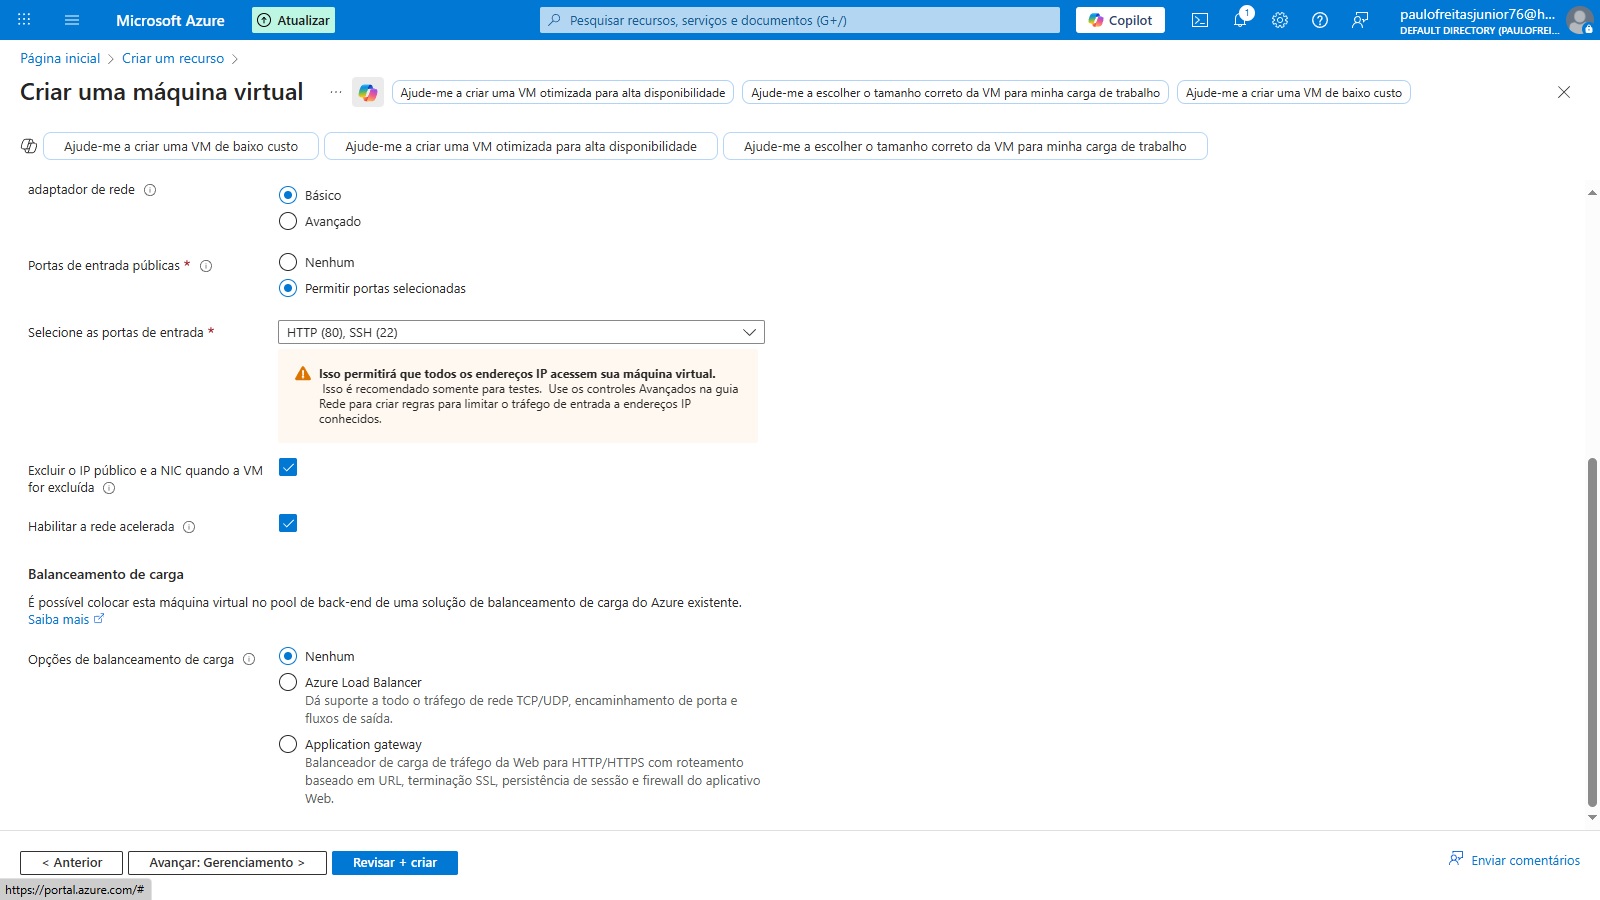 Microsoft Azure
Atualizar
Pesquisar recursos, serviços e documentos (G+/)
Copilot
1
paulofreitasjunior76@h...
DEFAULT DIRECTORY (PAULOFREI...
Página inicial > Criar um recurso >
Criar uma máquina virtual ...
Ajude-me a criar uma VM otimizada para alta disponibilidade
Ajude-me a escolher o tamanho correto da VM para minha carga de trabalho
Ajude-me a criar uma VM de baixo custo
Ajude-me a criar uma VM de baixo custo
Ajude-me a criar uma VM otimizada para alta disponibilidade
Ajude-me a escolher o tamanho correto da VM para minha carga de trabalho
adaptador de rede
Básico
Avançado
Portas de entrada públicas *
Nenhum
Permitir portas selecionadas
Selecione as portas de entrada *
HTTP (80), SSH (22)
Isso permitirá que todos os endereços IP acessem sua máquina virtual.
Isso é recomendado somente para testes. Use os controles Avançados na guia
Rede para criar regras para limitar o tráfego de entrada a endereços IP
conhecidos.
Excluir o IP público e a NIC quando a VM
for excluída
Habilitar a rede acelerada
Balanceamento de carga
É possível colocar esta máquina virtual no pool de back-end de uma solução de balanceamento de carga do Azure existente.
Saiba mais
Opções de balanceamento de carga
Nenhum
Azure Load Balancer
Dá suporte a todo o tráfego de rede TCP/UDP, encaminhamento de porta e
fluxos de saída.
Application gateway
Balanceador de carga de tráfego da Web para HTTP/HTTPS com roteamento
baseado em URL, terminação SSL, persistência de sessão e firewall do aplicativo
Web.
< Anterior
Avançar: Gerenciamento >
Revisar + criar
Enviar comentários
https://portal.azure.com/#